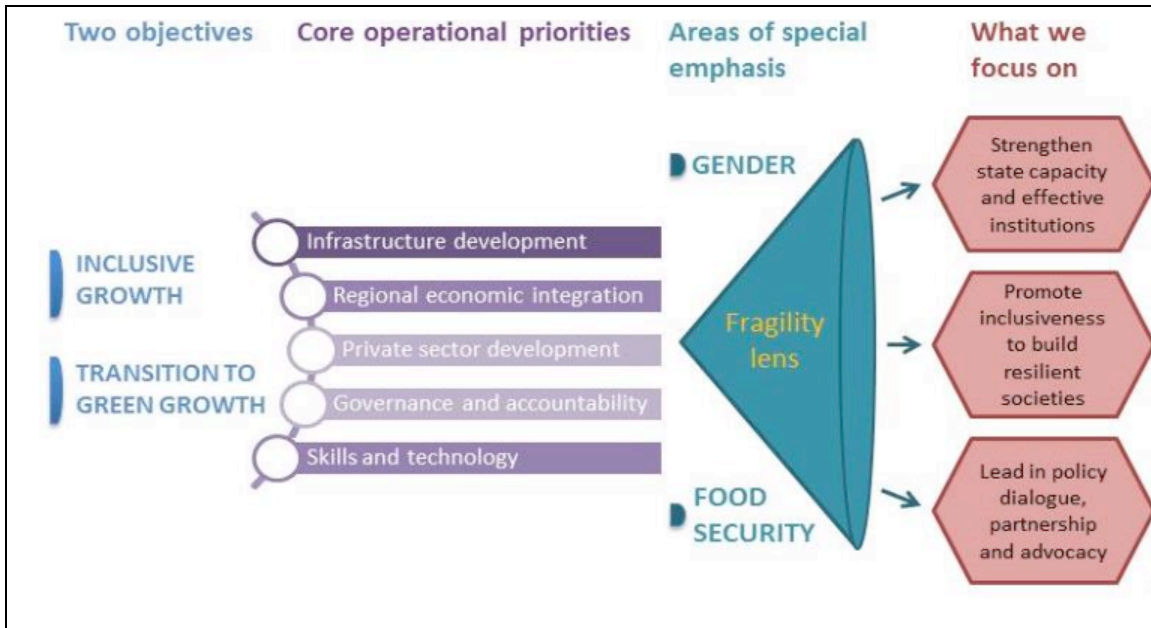 Two objectives
Core operational priorities
Areas of special
emphasis
What we
focus on
INCLUSIVE
GROWTH
TRANSITION TO
GREEN GROWTH
Infrastructure development
Regional economic integration
Private sector development
Governance and accountability
Skills and technology
GENDER
Fragility
lens
FOOD
SECURITY
Strengthen
state capacity
and effective
institutions
Promote
inclusiveness
to build
resilient
societies
Lead in policy
dialogue,
partnership
and advocacy